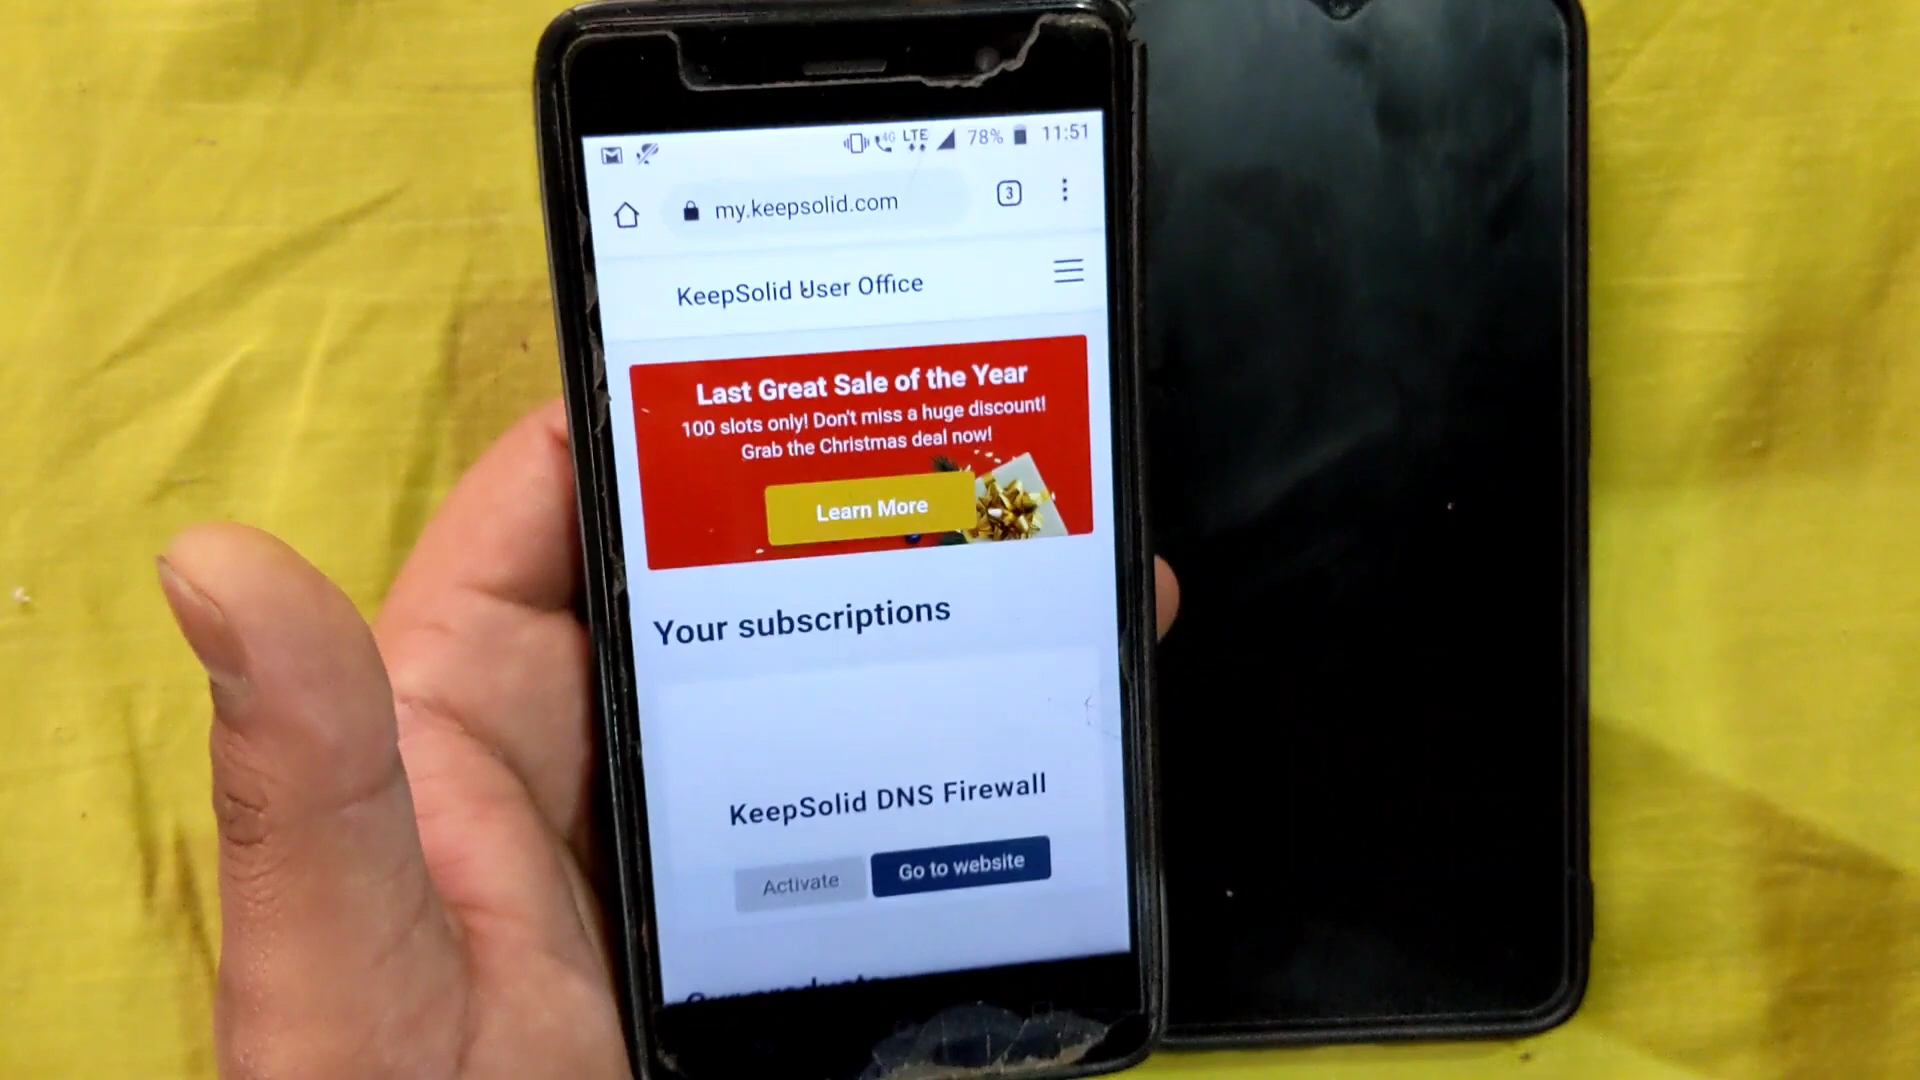 4G LTE 78% 11:51
my.keepsolid.com 3
KeepSolid User Office
Last Great Sale of the Year
100 slots only! Don't miss a huge discount!
Grab the Christmas deal now!
Learn More
Your subscriptions
KeepSolid DNS Firewall
Activate Go to website